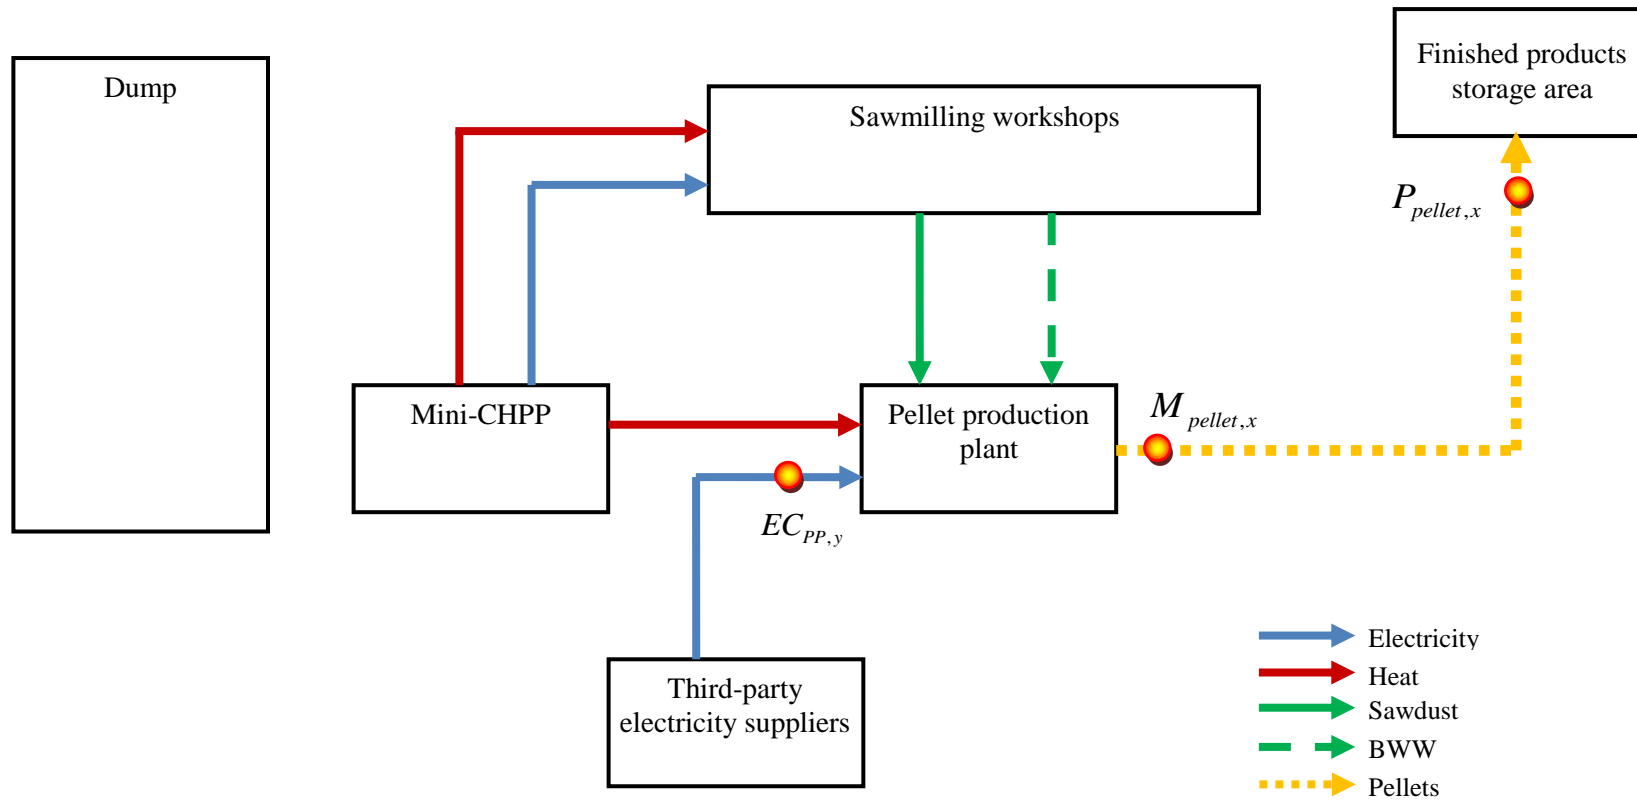 Dump
Sawmilling workshops
Finished products
storage area
P pellet,x
Mini-CHPP
Pellet production
plant
M pellet,x
EC PP,y
Third-party
electricity suppliers
Electricity
Heat
Sawdust
BWW
Pellets